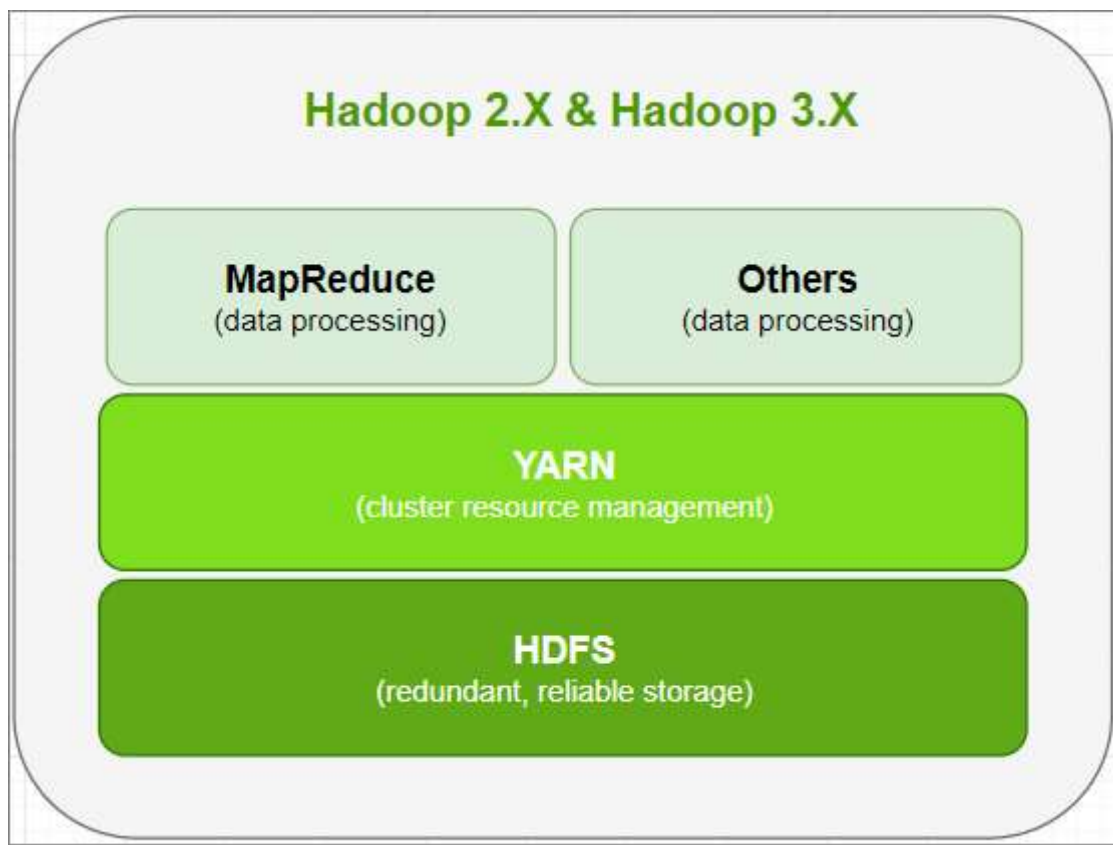 Hadoop 2.X & Hadoop 3.X
MapReduce
(data processing)
Others
(data processing)
YARN
(cluster resource management)
HDFS
(redundant, reliable storage)